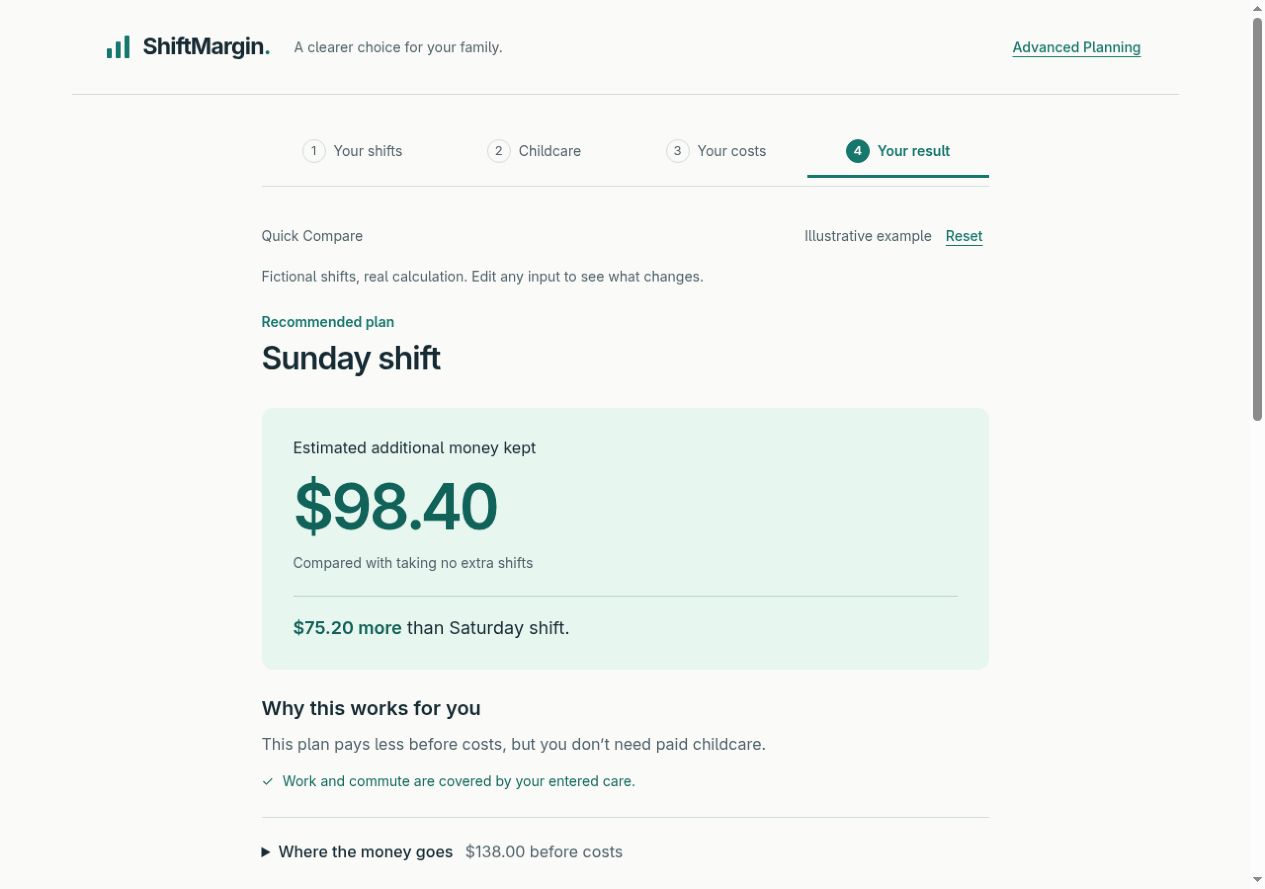 ShiftMargin. A clearer choice for your family. Advanced Planning
1 Your shifts 2 Childcare 3 Your costs 4 Your result
Quick Compare Illustrative example Reset
Fictional shifts, real calculation. Edit any input to see what changes.
Recommended plan
Sunday shift
Estimated additional money kept
$98.40
Compared with taking no extra shifts
$75.20 more than Saturday shift.
Why this works for you
This plan pays less before costs, but you don’t need paid childcare.
✓ Work and commute are covered by your entered care.
▶ Where the money goes $138.00 before costs